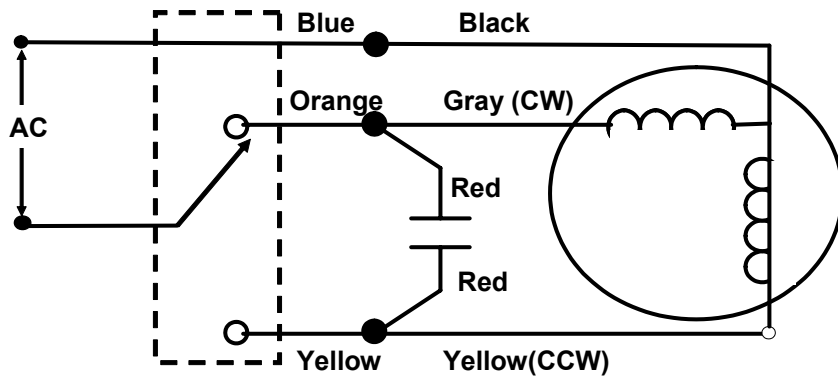 Blue Black
Orange Gray (CW)
AC
Red
Red
Yellow Yellow(CCW)